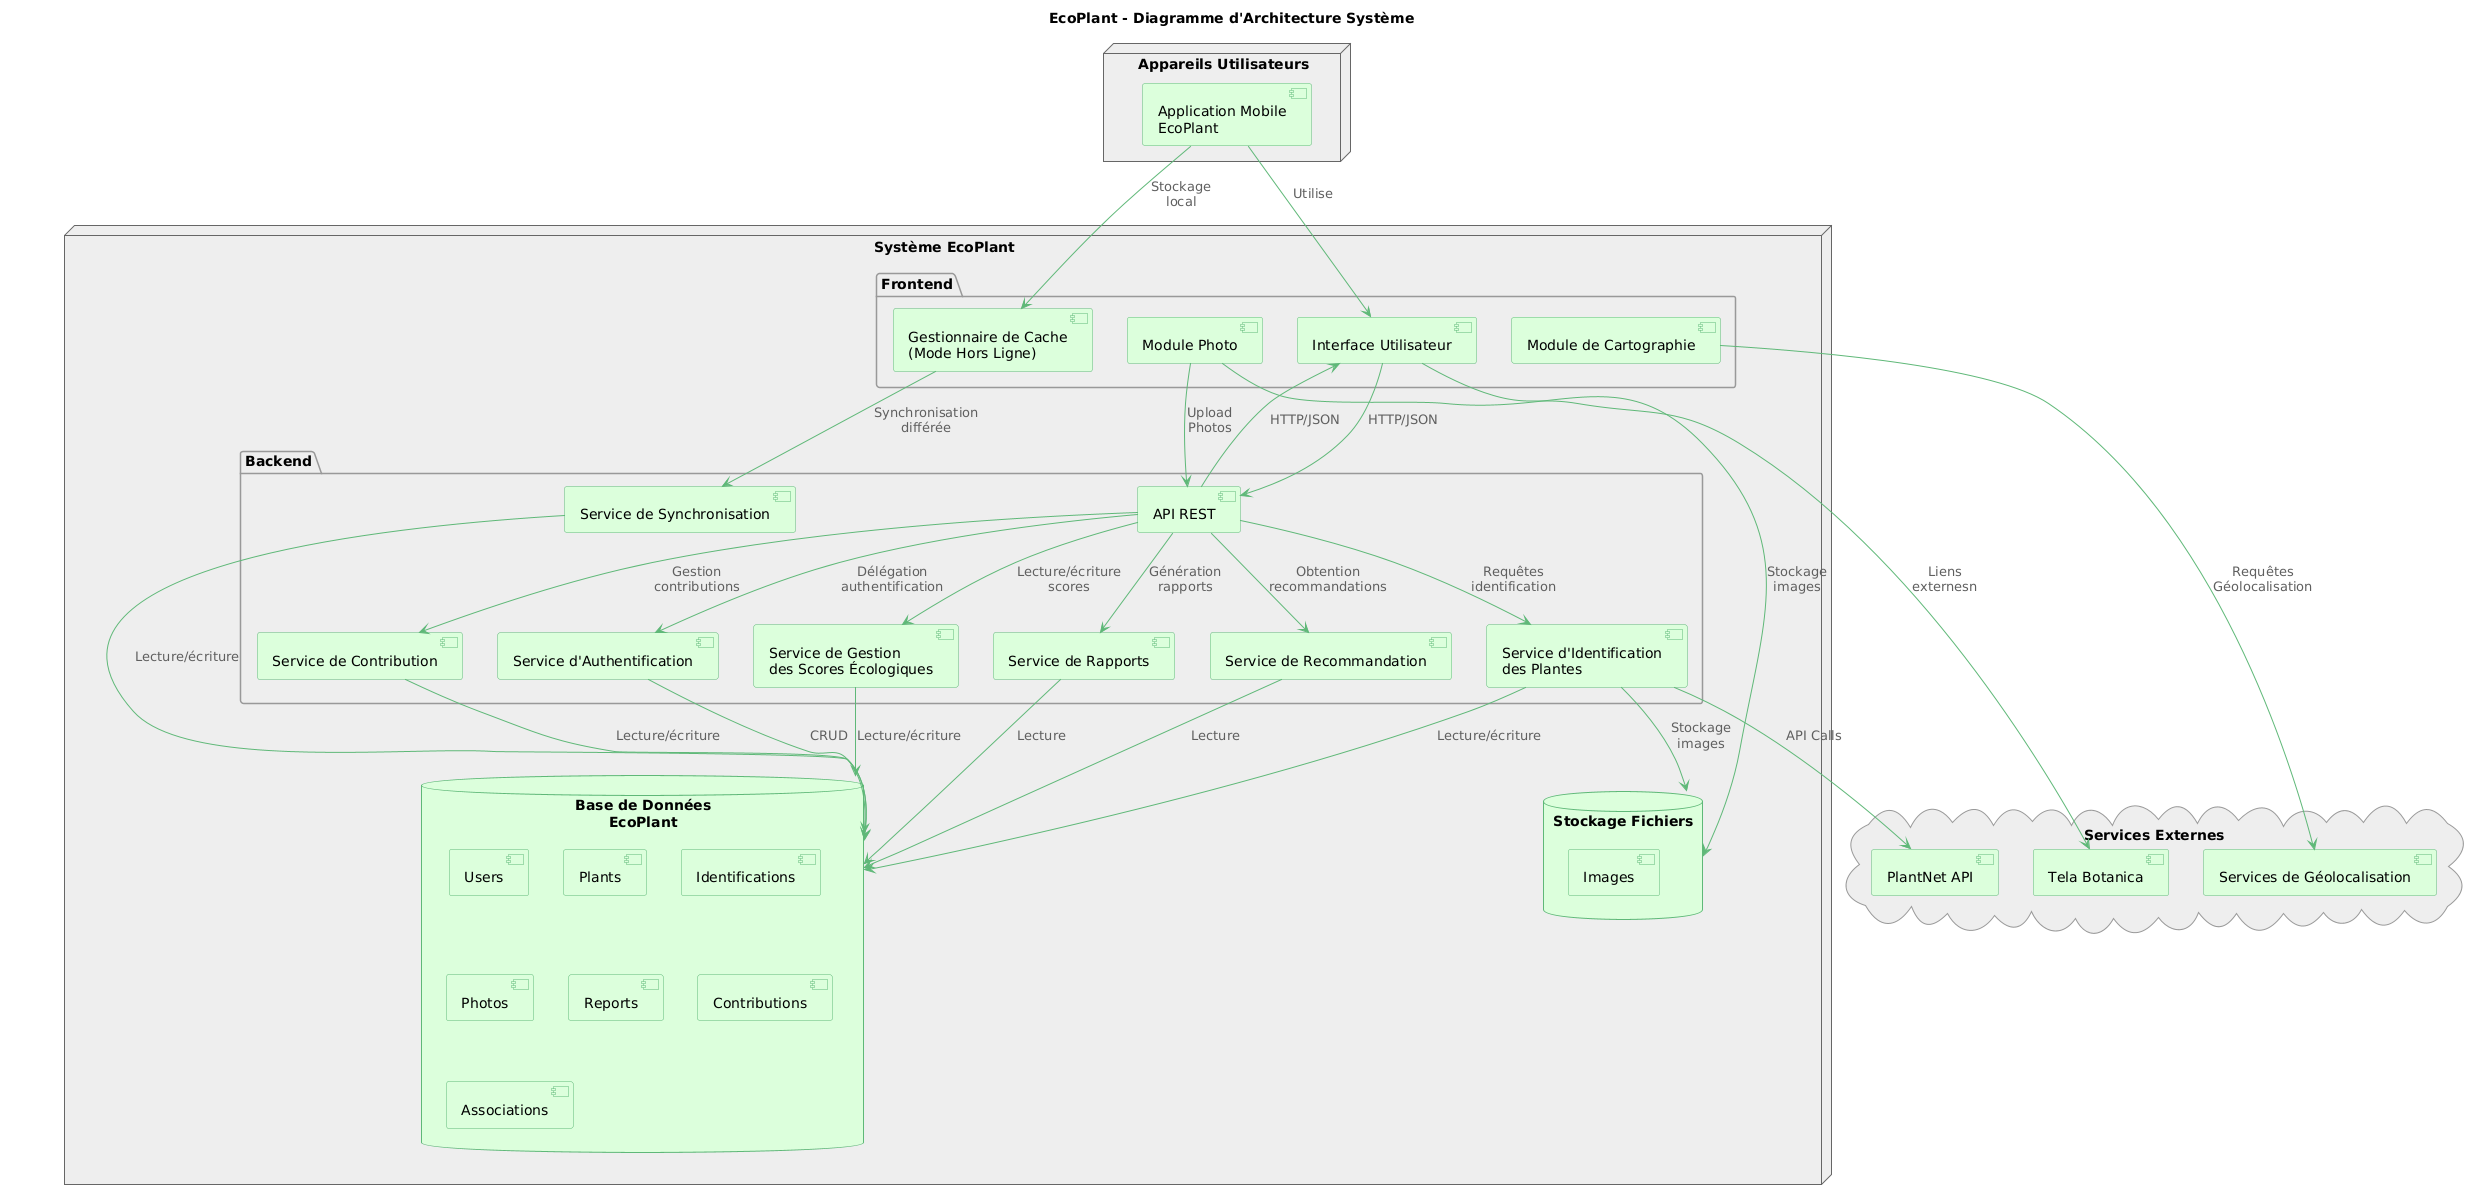 EcoPlant - Diagramme d'Architecture Système
Appareils Utilisateurs
Application Mobile
EcoPlant
Stockage
local
Utilise
Système EcoPlant
Frontend
Gestionnaire de Cache
(Mode Hors Ligne)
Module Photo
Interface Utilisateur
Module de Cartographie
Synchronisation
différée
Upload
Photos
HTTP/JSON
HTTP/JSON
Backend
Service de Synchronisation
API REST
Gestion
contributions
Délégation
authentification
Lecture/écriture
scores
Génération
rapports
Obtention
recommandations
Requêtes
identification
Stockage
images
Liens
externesn
Requêtes
Géolocalisation
Lecture/écriture
Service de Contribution
Service d'Authentification
Service de Gestion
des Scores Écologiques
Service de Rapports
Service de Recommandation
Service d'Identification
des Plantes
Lecture/écriture
CRUD
Lecture/écriture
Lecture
Lecture
Lecture/écriture
Stockage
images
API Calls
Base de Données
EcoPlant
Users
Plants
Identifications
Photos
Reports
Contributions
Associations
Stockage Fichiers
Images
Services Externes
PlantNet API
Tela Botanica
Services de Géolocalisation